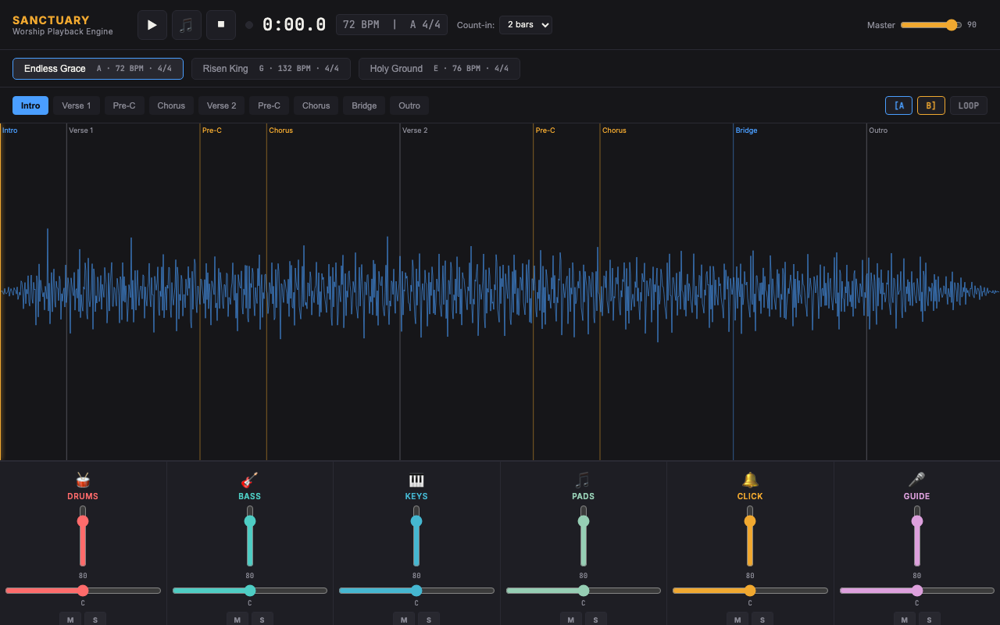 SANCTUARY
Worship Playback Engine
0:00.0
72 BPM | A 4/4
Count-in: 2 bars
Master 90
Endless Grace A · 72 BPM · 4/4
Risen King G · 132 BPM · 4/4
Holy Ground E · 76 BPM · 4/4
Intro Verse 1 Pre-C Chorus Verse 2 Pre-C Chorus Bridge Outro
[A B] LOOP
Intro Verse 1 Pre-C Chorus Verse 2 Pre-C Chorus Bridge Outro
DRUMS BASS KEYS PADS CLICK GUIDE
80 80 80 80 80 80
C C C C C C
M S M S M S M S M S M S